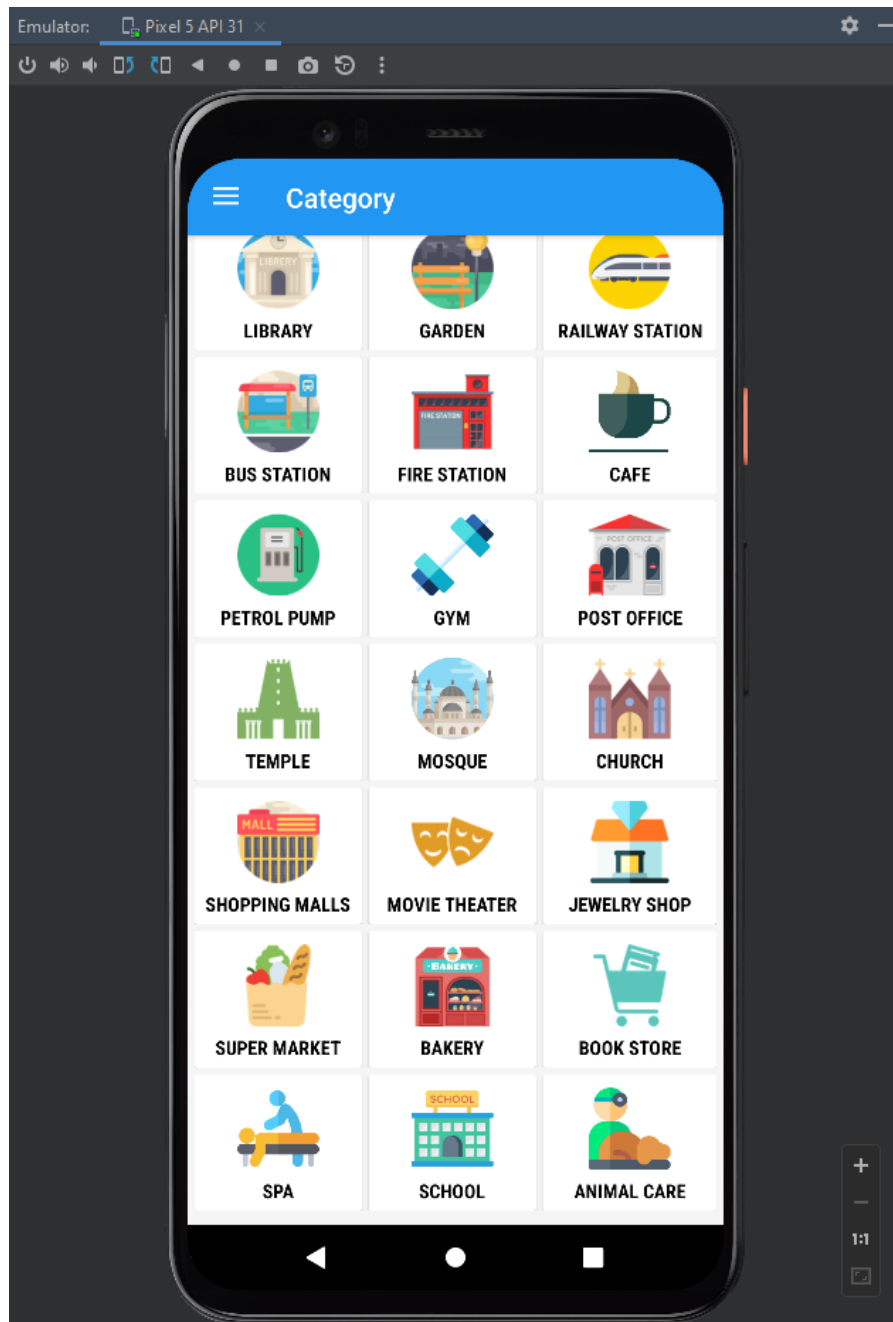 Emulator: Pixel 5 API 31
Category
LIBRERY
LIBRARY GARDEN RAILWAY STATION
FIRE STATION
BUS STATION FIRE STATION CAFE
POST OFFICE
PETROL PUMP GYM POST OFFICE
TEMPLE MOSQUE CHURCH
MALL
SHOPPING MALLS MOVIE THEATER JEWELRY SHOP
BAKERY
SUPER MARKET BAKERY BOOK STORE
SCHOOL
SPA SCHOOL ANIMAL CARE
1:1